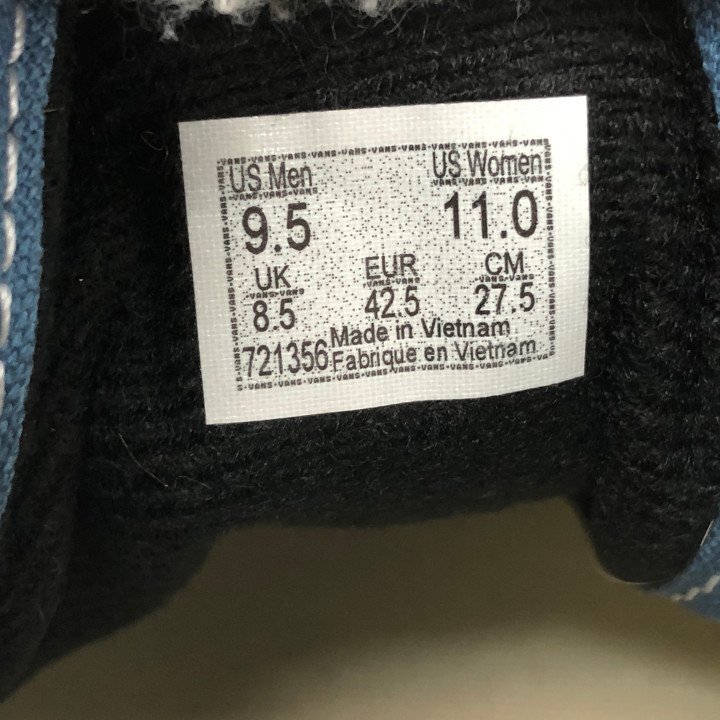 US Men US Women
9.5 11.0
UK EUR CM
8.5 42.5 27.5
Made in Vietnam
721356 Fabrique en Vietnam